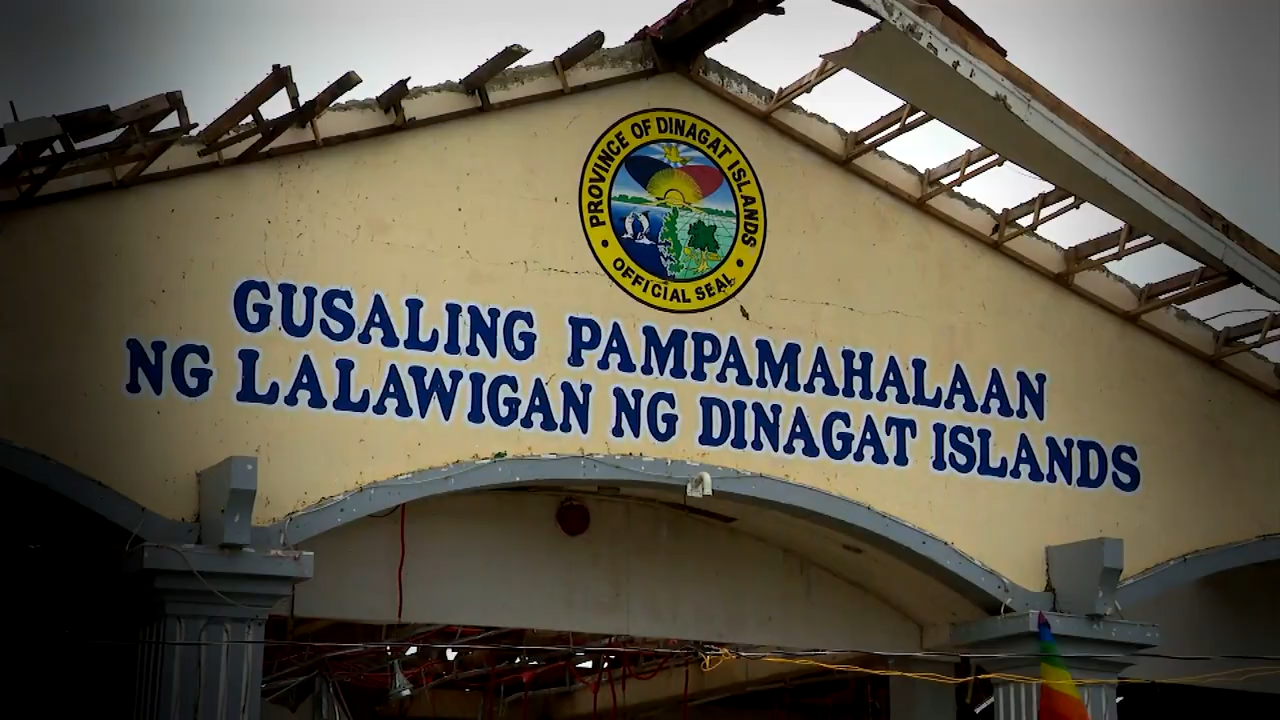 PROVINCE OF DINAGAT ISLANDS
OFFICIAL SEAL
GUSALING PAMPAMAHALAAN
NG LALAWIGAN NG DINAGAT ISLANDS